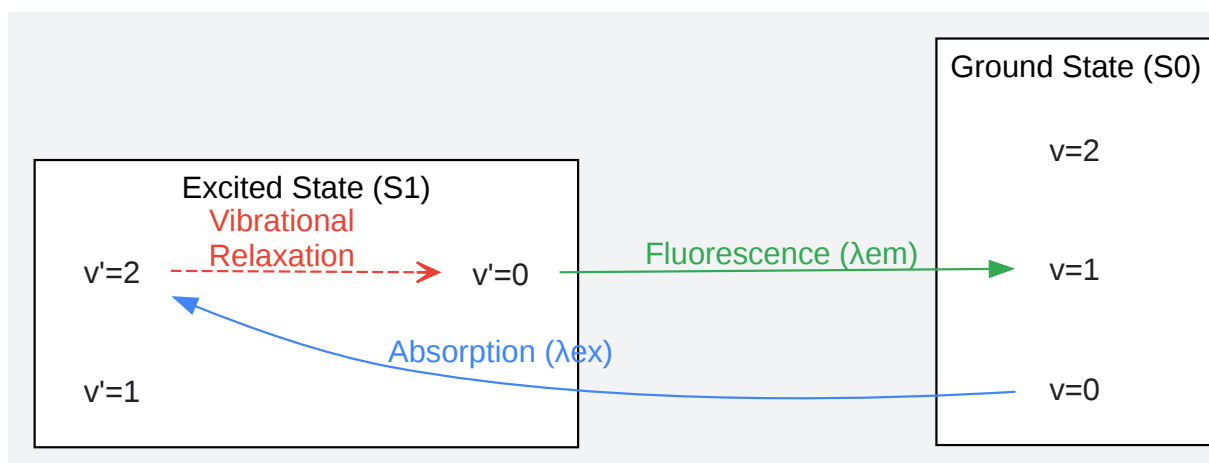 Ground State (S0)
v=2
Excited State (S1)
Vibrational
Relaxation
v'=2
v'=0
Fluorescence (λem)
v=1
Absorption (λex)
v'=1
v=0